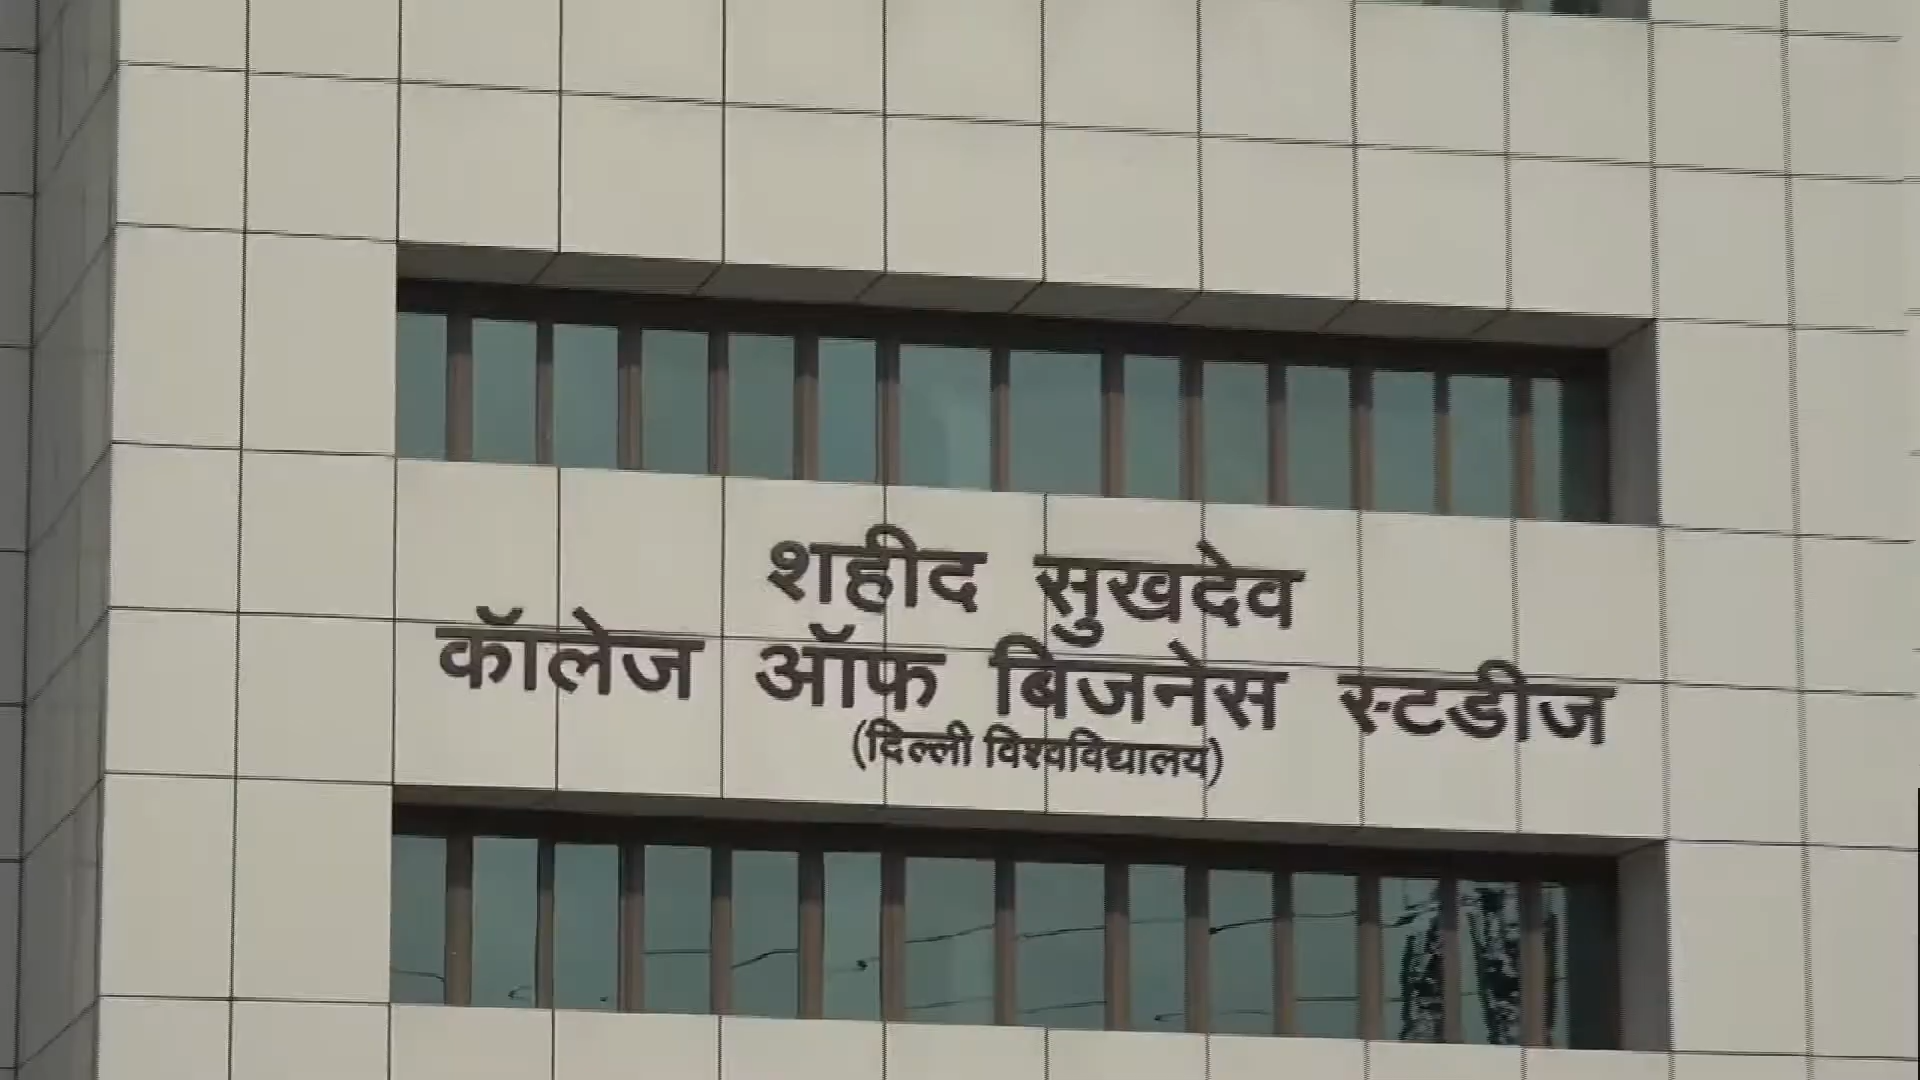 शहीद सुखदेव
कॉलेज ऑफ बिजनेस स्टडीज
(दिल्ली विश्वविद्यालय)